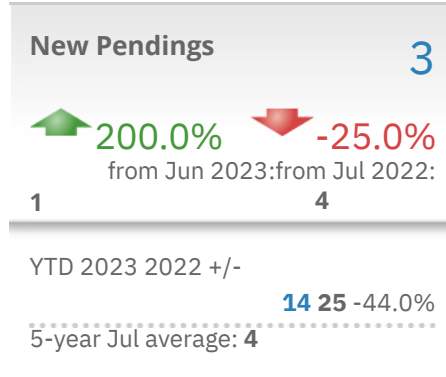 New Pendings 3
200.0% -25.0%
from Jun 2023:from Jul 2022:
1 4
YTD 2023 2022 +/-
14 25 -44.0%
5-year Jul average: 4